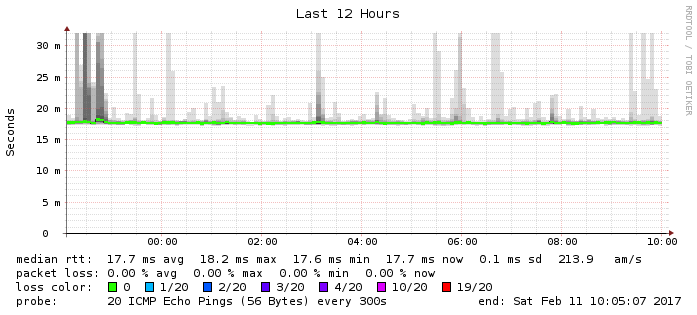 Last 12 Hours
RRDTOOL / TOBI OETIKER
Seconds
30 m
25 m
20 m
15 m
10 m
5 m
0
00:00 02:00 04:00 06:00 08:00 10:00
median rtt: 17.7 ms avg 18.2 ms max 17.6 ms min 17.7 ms now 0.1 ms sd 213.9 am/s
packet loss: 0.00 % avg 0.00 % max 0.00 % min 0.00 % now
loss color: 0 1/20 2/20 3/20 4/20 10/20 19/20
probe: 20 ICMP Echo Pings (56 Bytes) every 300s end: Sat Feb 11 10:05:07 2017